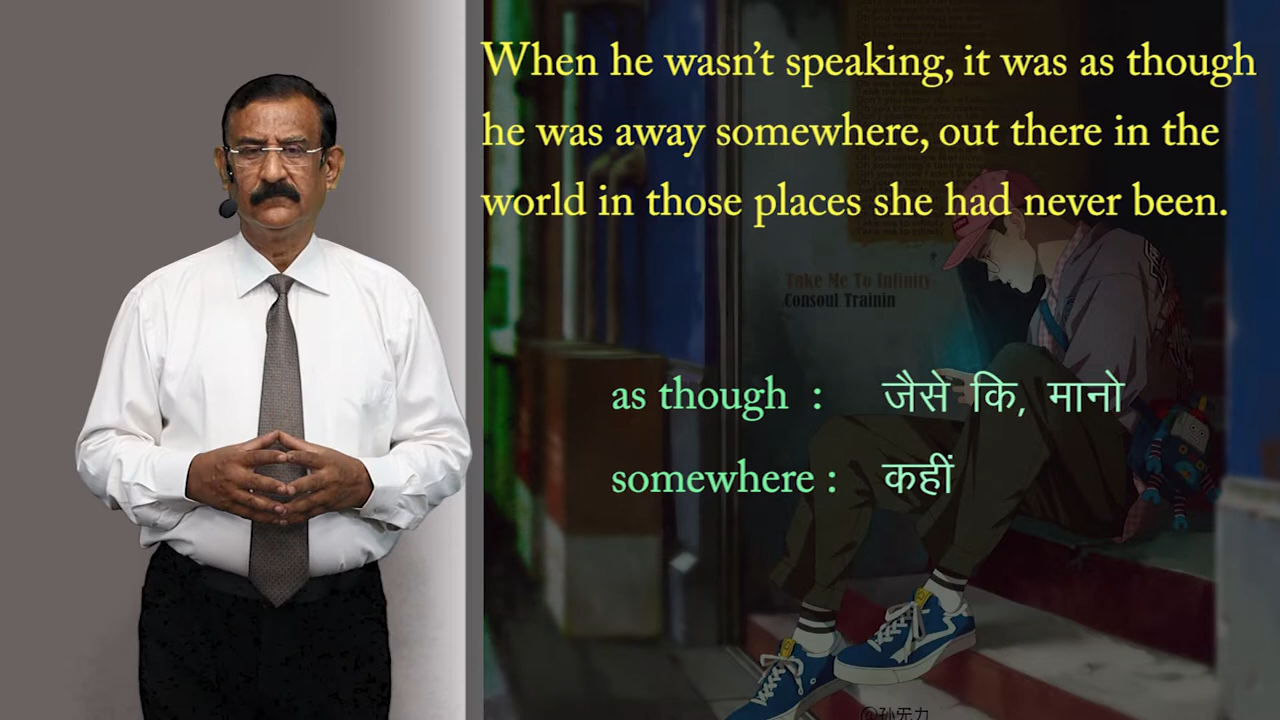 When he wasn't speaking, it was as though
he was away somewhere, out there in the
world in those places she had never been.
Take Me To Infinity
Consoul Trainin
as though : जैसे कि, मानो
somewhere : कहीं